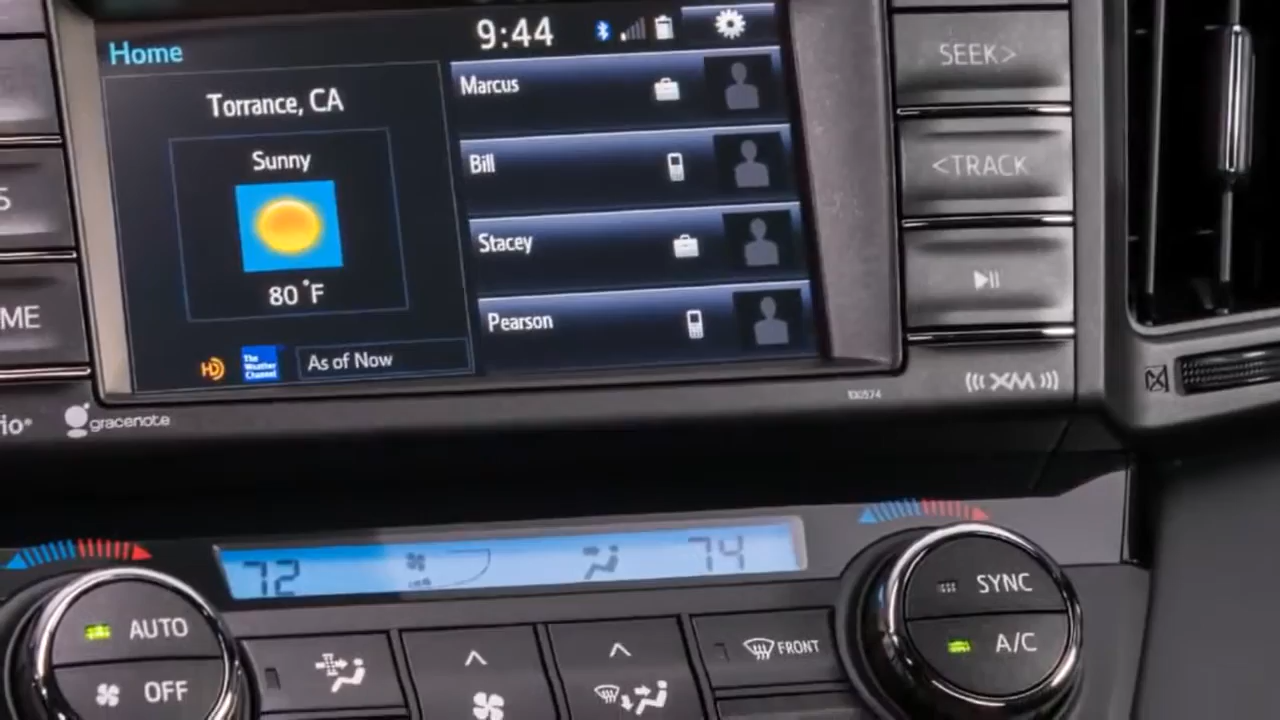 Home
9:44
Torrance, CA
Sunny
80°F
HD
The
Weather
Channel
As of Now
Marcus
Bill
Stacey
Pearson
SEEK>
<TRACK
XM
gracenote
72
74
AUTO
OFF
FRONT
SYNC
A/C